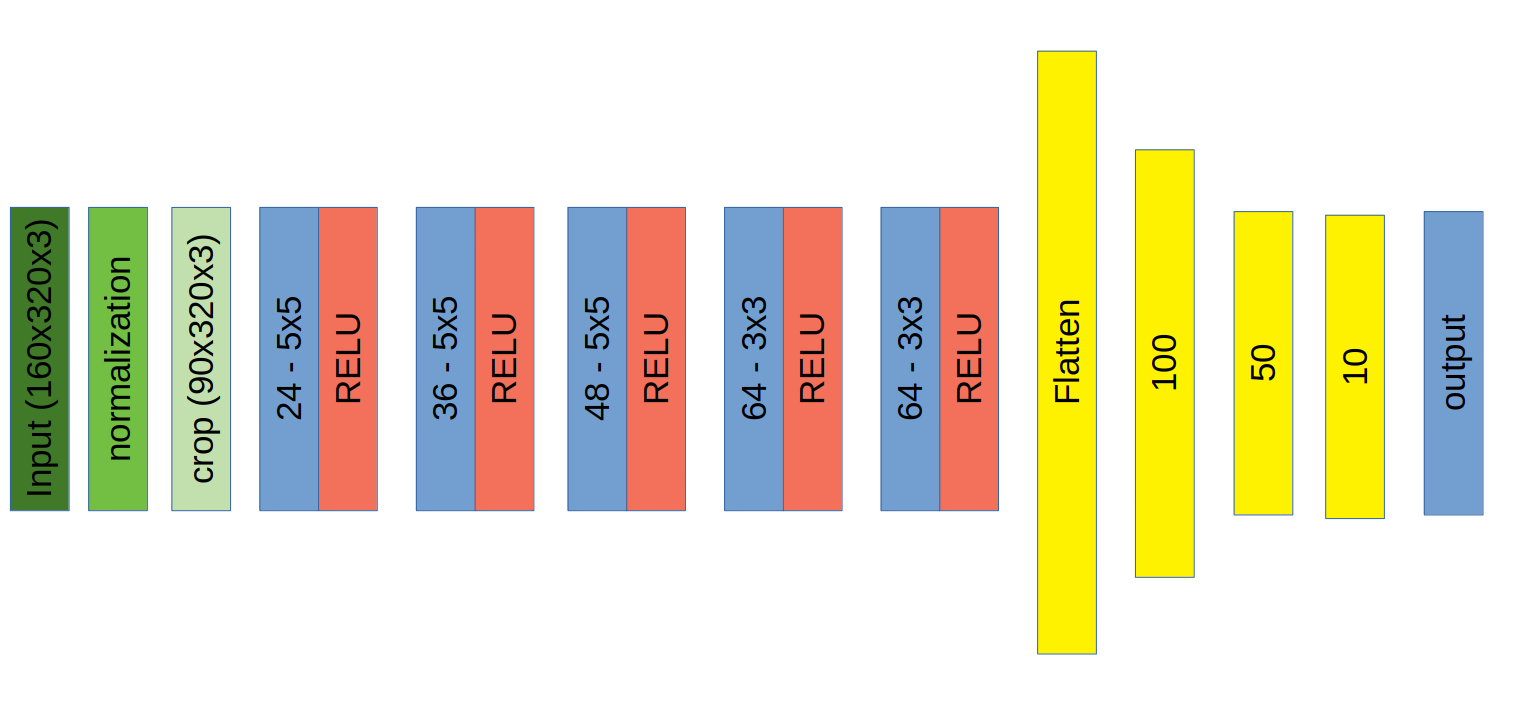 Input (160x320x3)
normalization
crop (90x320x3)
24 - 5x5
RELU
36 - 5x5
RELU
48 - 5x5
RELU
64 - 3x3
RELU
64 - 3x3
RELU
Flatten
100
50
10
output